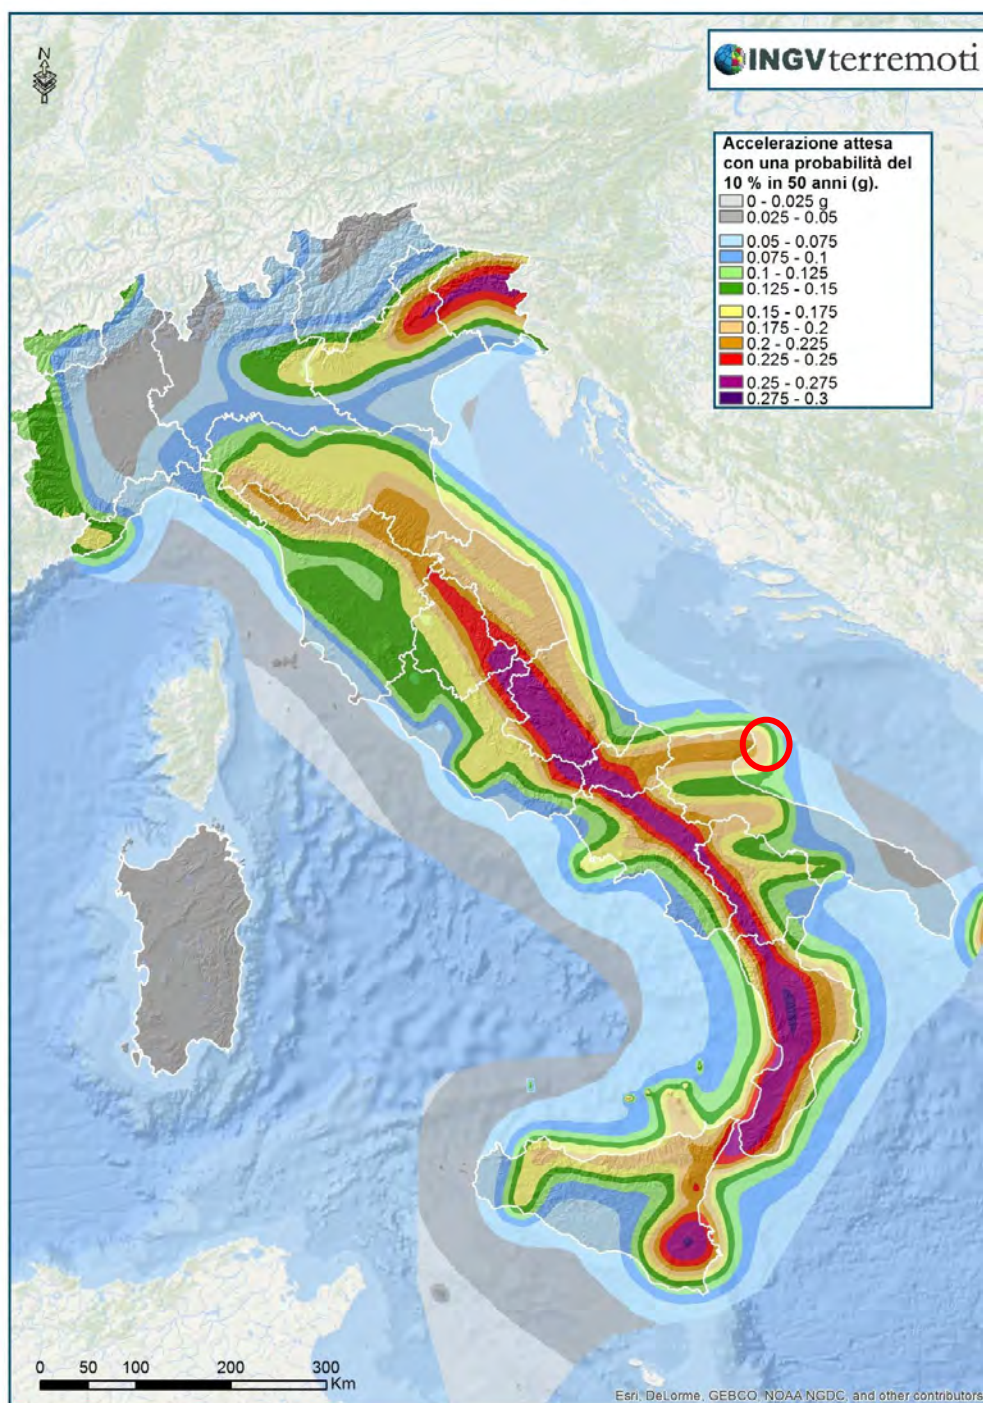 N
INGVterremoti
Accelerazione attesa
con una probabilità del
10 % in 50 anni (g).
0 - 0.025 g
0.025 - 0.05
0.05 - 0.075
0.075 - 0.1
0.1 - 0.125
0.125 - 0.15
0.15 - 0.175
0.175 - 0.2
0.2 - 0.225
0.225 - 0.25
0.25 - 0.275
0.275 - 0.3
0 50 100 200 300
Km
Esri, DeLorme, GEBCO, NOAA NGDC, and other contributors